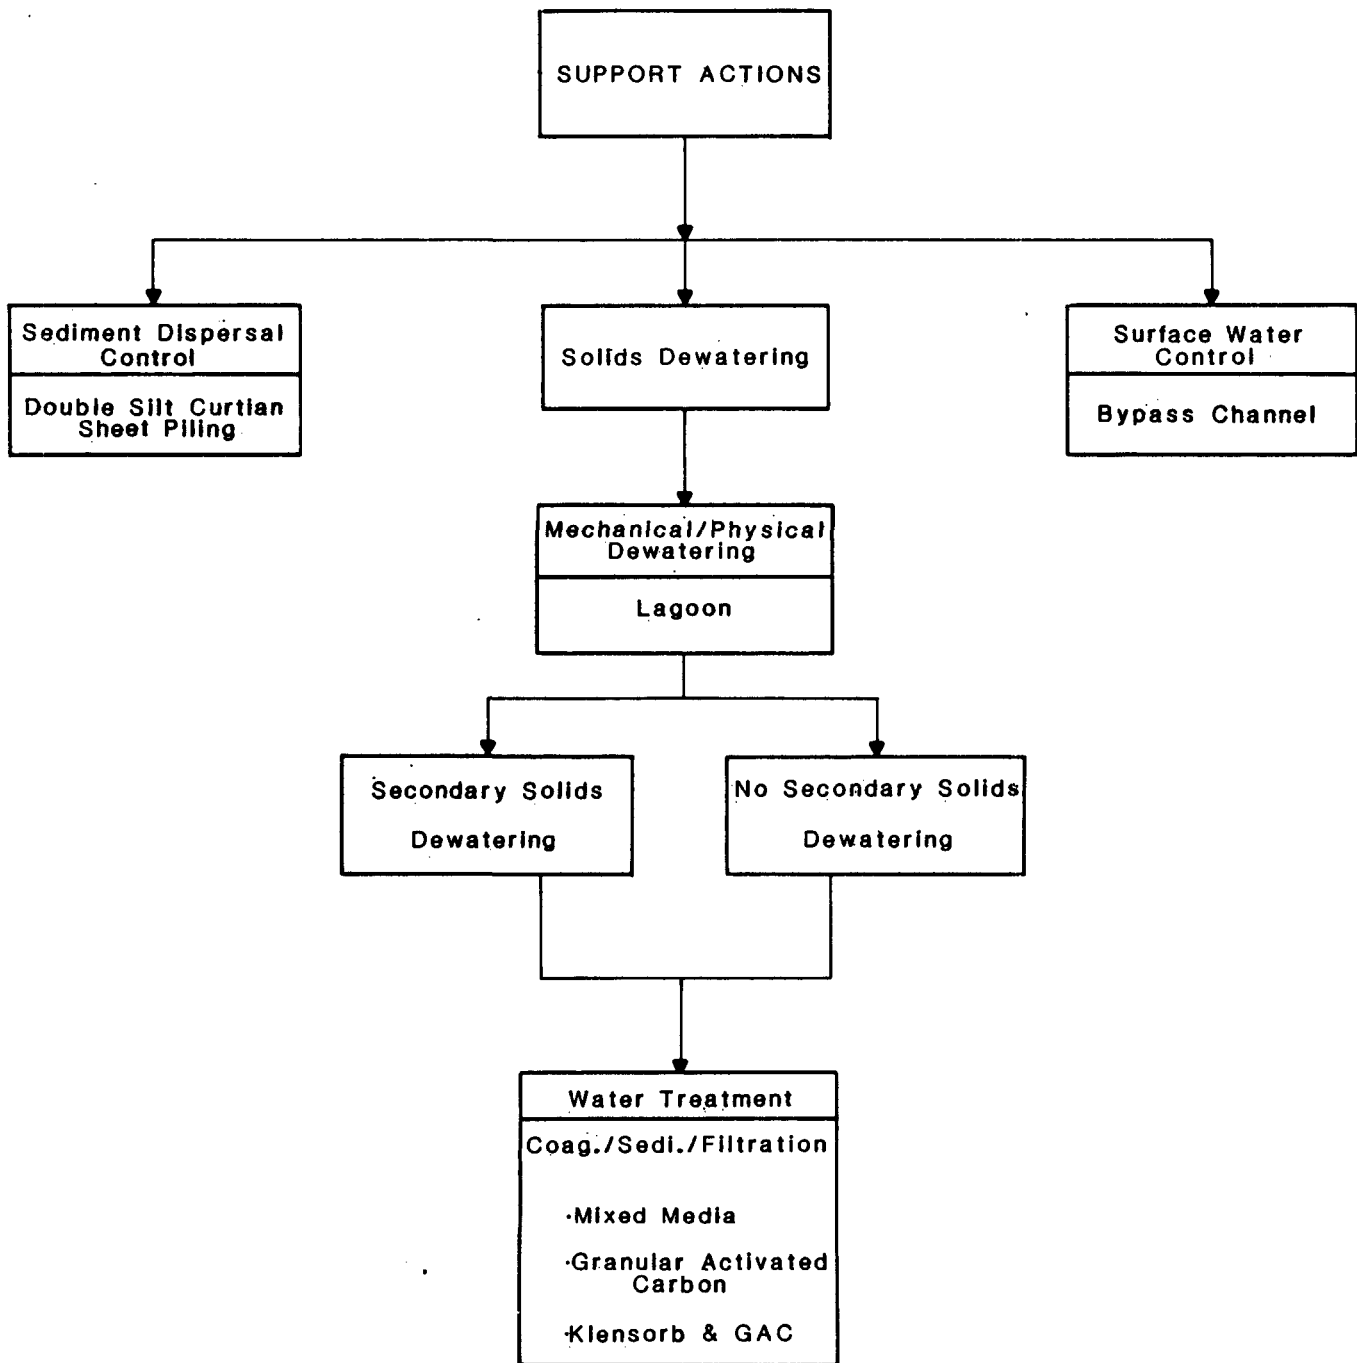 SUPPORT ACTIONS
Sediment Dispersal
Control
Double Silt Curtian
Sheet Piling
Solids Dewatering
Surface Water
Control
Bypass Channel
Mechanical/Physical
Dewatering
Lagoon
Secondary Solids
Dewatering
No Secondary Solids
Dewatering
Water Treatment
Coag./Sedi./Filtration
·Mixed Media
·Granular Activated
Carbon
·Klensorb & GAC